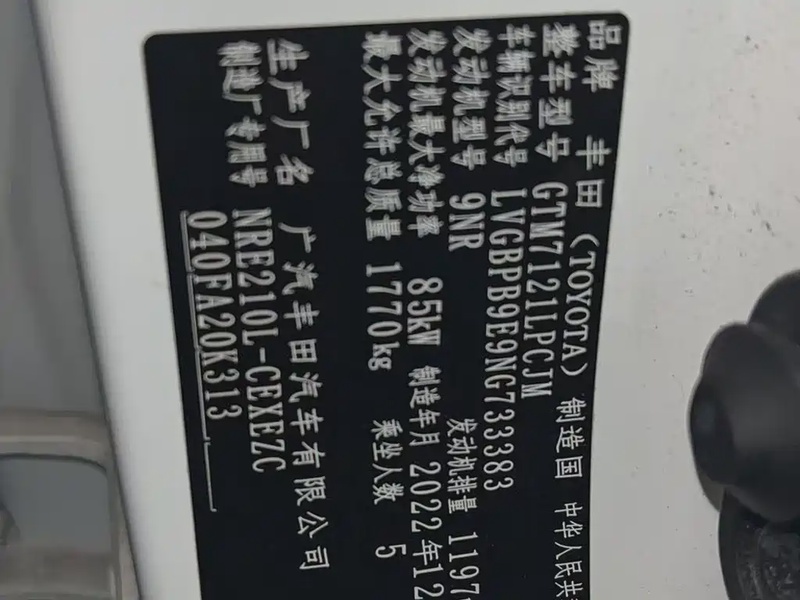 品牌 丰田 (TOYOTA) 制造国 中华人民共
整车型号 GTM7121LPCJM
车辆识别代号 LVGBPB9E9NG733383
发动机型号 9NR 发动机排量 1197
发动机最大净功率 85kW 制造年月 2022年12
最大允许总质量 1770kg 乘坐人数 5
生产厂名 广汽丰田汽车有限公司
制造厂专用号 NRE210L-CEXEZC
040FA20K313